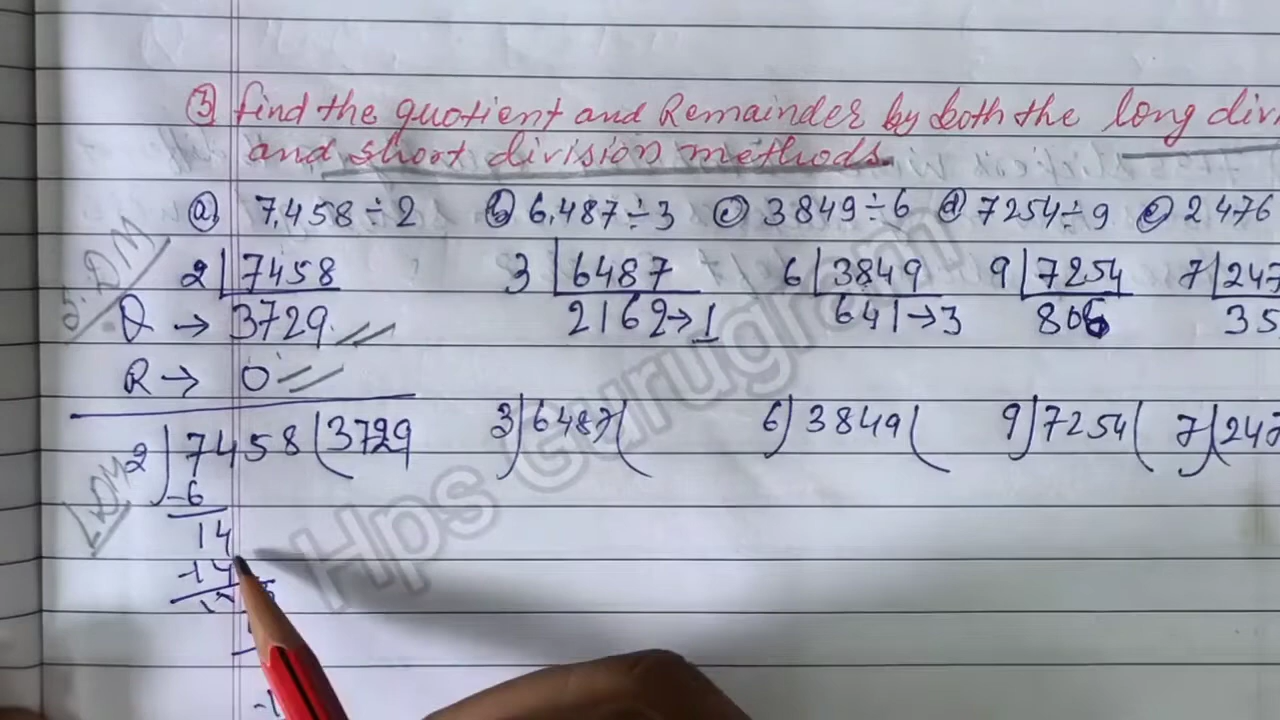 ③ find the quotient and Remainder by both the long div
and short division methods.
ⓐ 7,458÷2 ⓑ 6,487÷3 ⓒ 3849÷6 ⓓ 7254÷9 ⓔ 2476
S.DM
2 7458 3 6487 6 3849 9 7254 7 247
Q → 3729 2162→1 641→3 806 35
R → 0
L.DM
2)7458(3729 3)6487( 6)3849( 9)7254( 7)247
-6
14
-14
Hps Gurugram